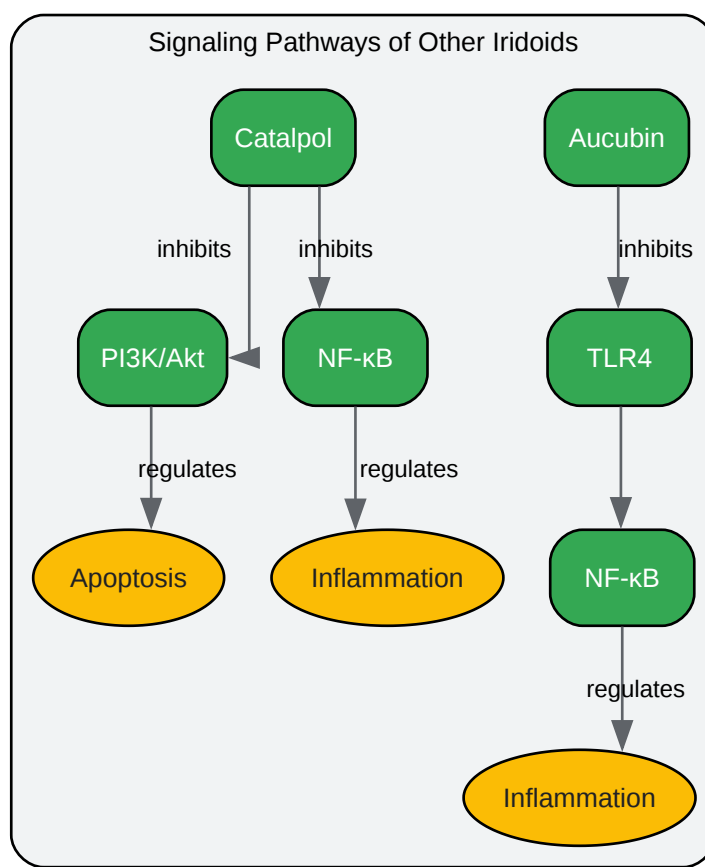 Signaling Pathways of Other Iridoids
Catalpol
Aucubin
inhibits
inhibits
inhibits
PI3K/Akt
NF-κB
TLR4
regulates
regulates
Apoptosis
Inflammation
NF-κB
regulates
Inflammation